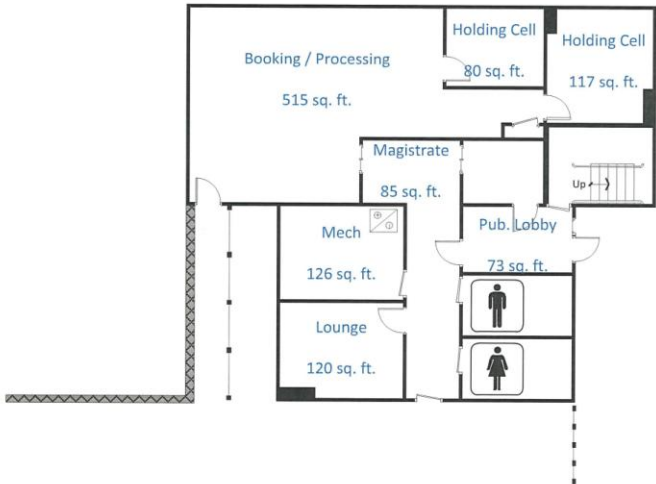 Holding Cell
80 sq. ft.
Holding Cell
117 sq. ft.
Booking / Processing
515 sq. ft.
Magistrate
85 sq. ft.
Up
Mech
126 sq. ft.
Pub. Lobby
73 sq. ft.
Lounge
120 sq. ft.